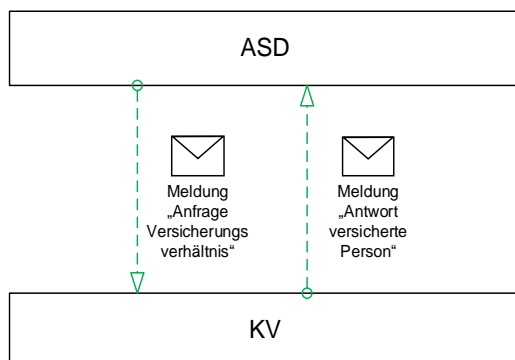 ASD
Meldung
„Anfrage
Versicherungs
verhältnis“
Meldung
„Antwort
versicherte
Person“
KV